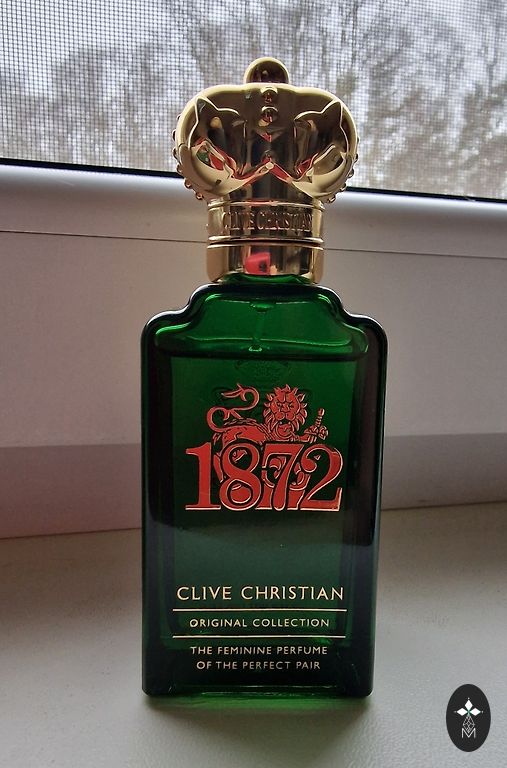 CLIVE CHRISTIAN
1872
CLIVE CHRISTIAN
ORIGINAL COLLECTION
THE FEMININE PERFUME
OF THE PERFECT PAIR
M